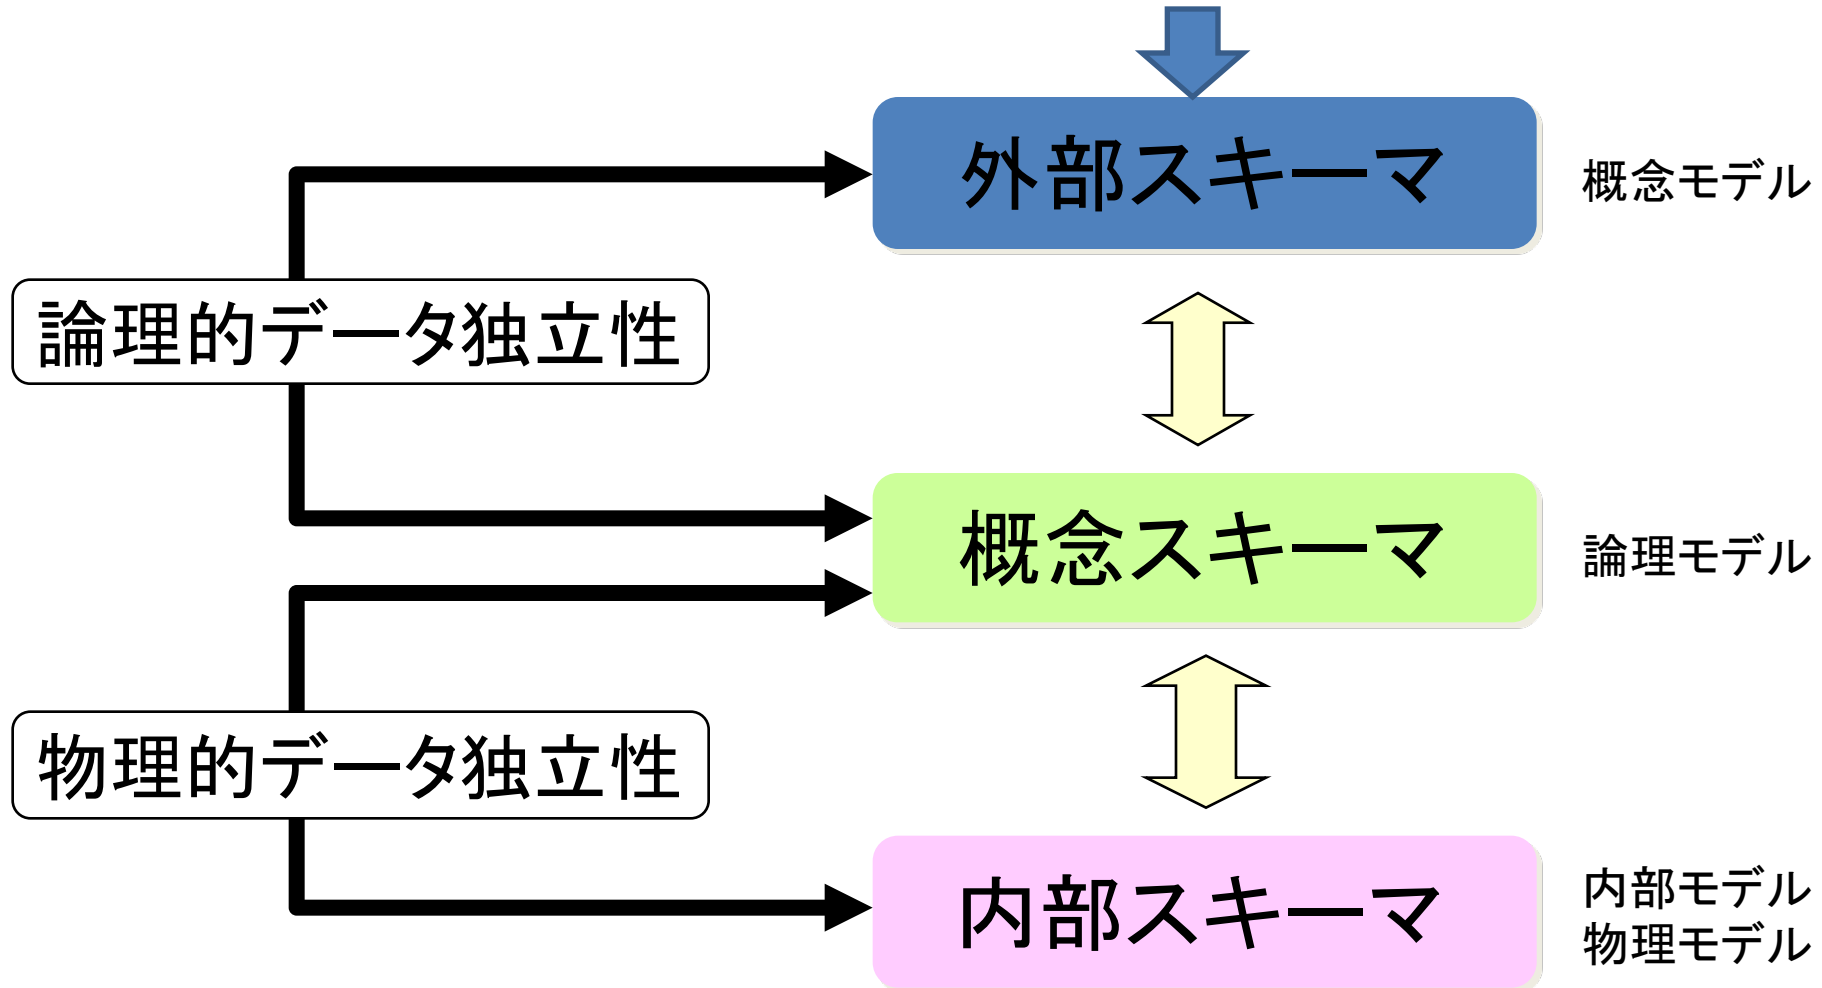 外部スキーマ
概念モデル
論理的データ独立性
概念スキーマ
論理モデル
物理的データ独立性
内部スキーマ
内部モデル
物理モデル